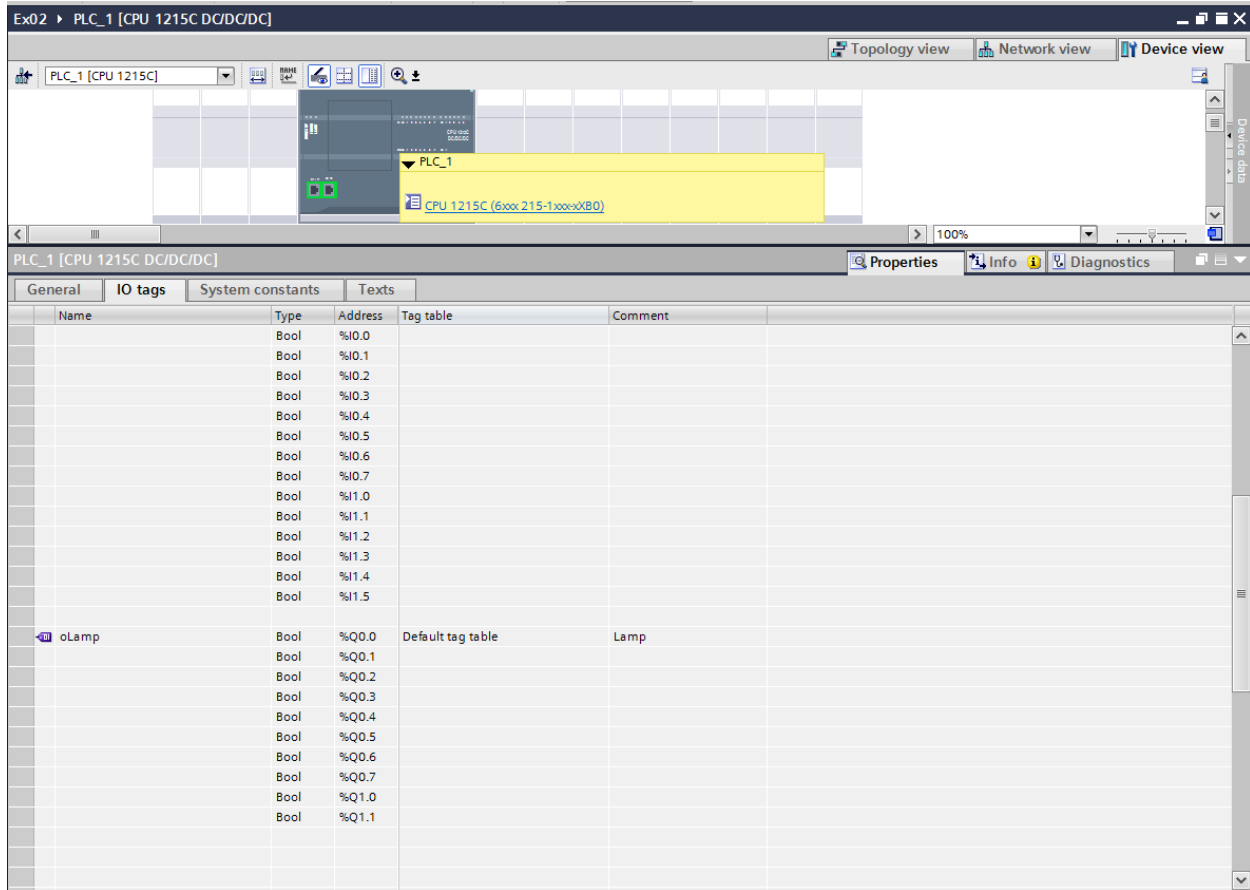 Ex02 ▸ PLC_1 [CPU 1215C DC/DC/DC]
Topology view Network view Device view
PLC_1 [CPU 1215C]
Device data
CPU 1215C
DC/DC/DC
PLC_1
CPU 1215C (6xxx 215-1xxx-xXB0)
100%
PLC_1 [CPU 1215C DC/DC/DC]
Properties Info Diagnostics
General IO tags System constants Texts
Name Type Address Tag table Comment
Bool %I0.0
Bool %I0.1
Bool %I0.2
Bool %I0.3
Bool %I0.4
Bool %I0.5
Bool %I0.6
Bool %I0.7
Bool %I1.0
Bool %I1.1
Bool %I1.2
Bool %I1.3
Bool %I1.4
Bool %I1.5
oLamp Bool %Q0.0 Default tag table Lamp
Bool %Q0.1
Bool %Q0.2
Bool %Q0.3
Bool %Q0.4
Bool %Q0.5
Bool %Q0.6
Bool %Q0.7
Bool %Q1.0
Bool %Q1.1